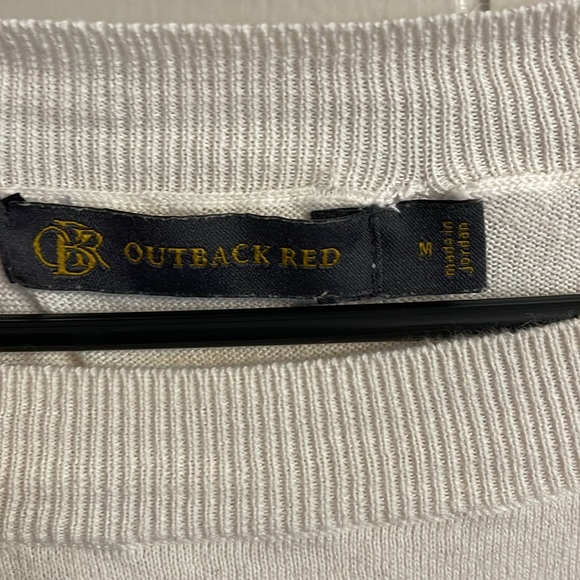 OBR
OUTBACK RED
M
Made in
Jordan